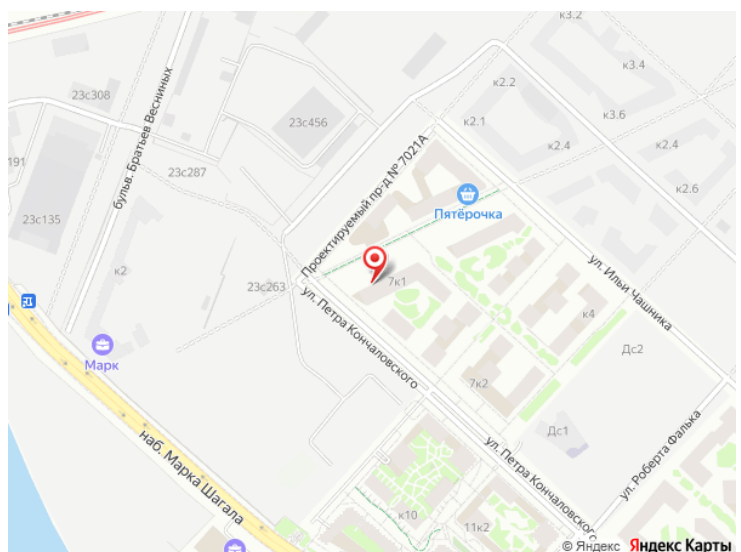 к3.2
к3.4
к2.2
23с308
бульв. Братьев Весниных
23с456
к3.6
к2.1
к2.4
к2.4
191
23с287
Проектируемый пр-д № 7021А
к2.6
Пятёрочка
23с135
к2
23с263
7к1
ул. Ильи Чашника
ул. Петра Кончаловского
к4
Марк
Дс2
7к2
наб. Марка Шагала
Дс1
ул. Роберта Фалька
ул. Петра Кончаловского
к10
11к2
© Яндекс Яндекс Карты